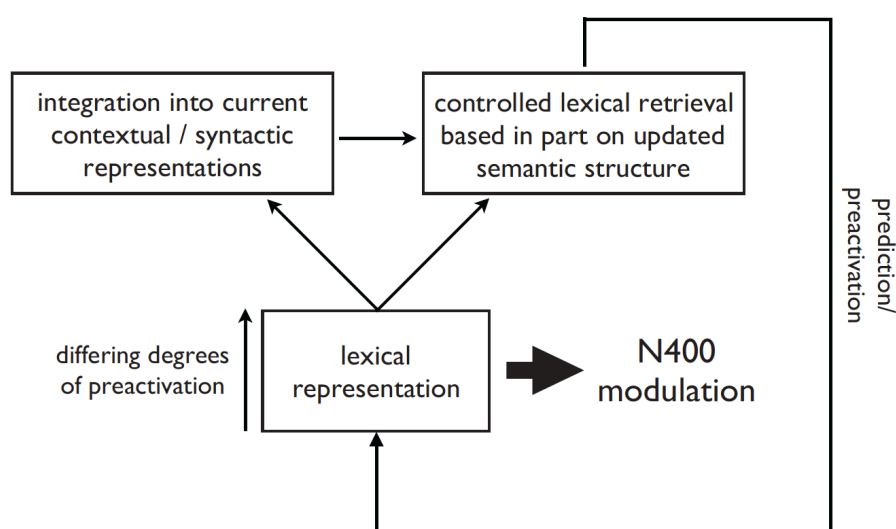 integration into current
contextual / syntactic
representations
controlled lexical retrieval
based in part on updated
semantic structure
prediction/
preactivation
differing degrees
of preactivation
lexical
representation
N400
modulation